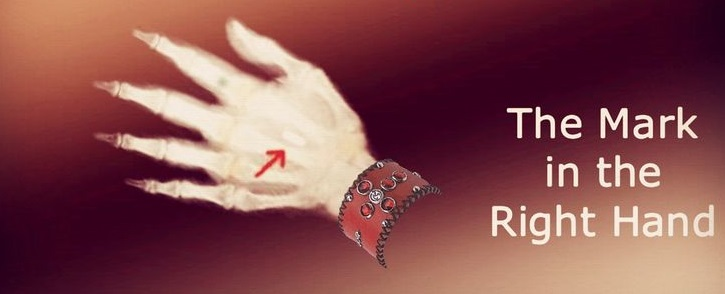 The Mark
in the
Right Hand